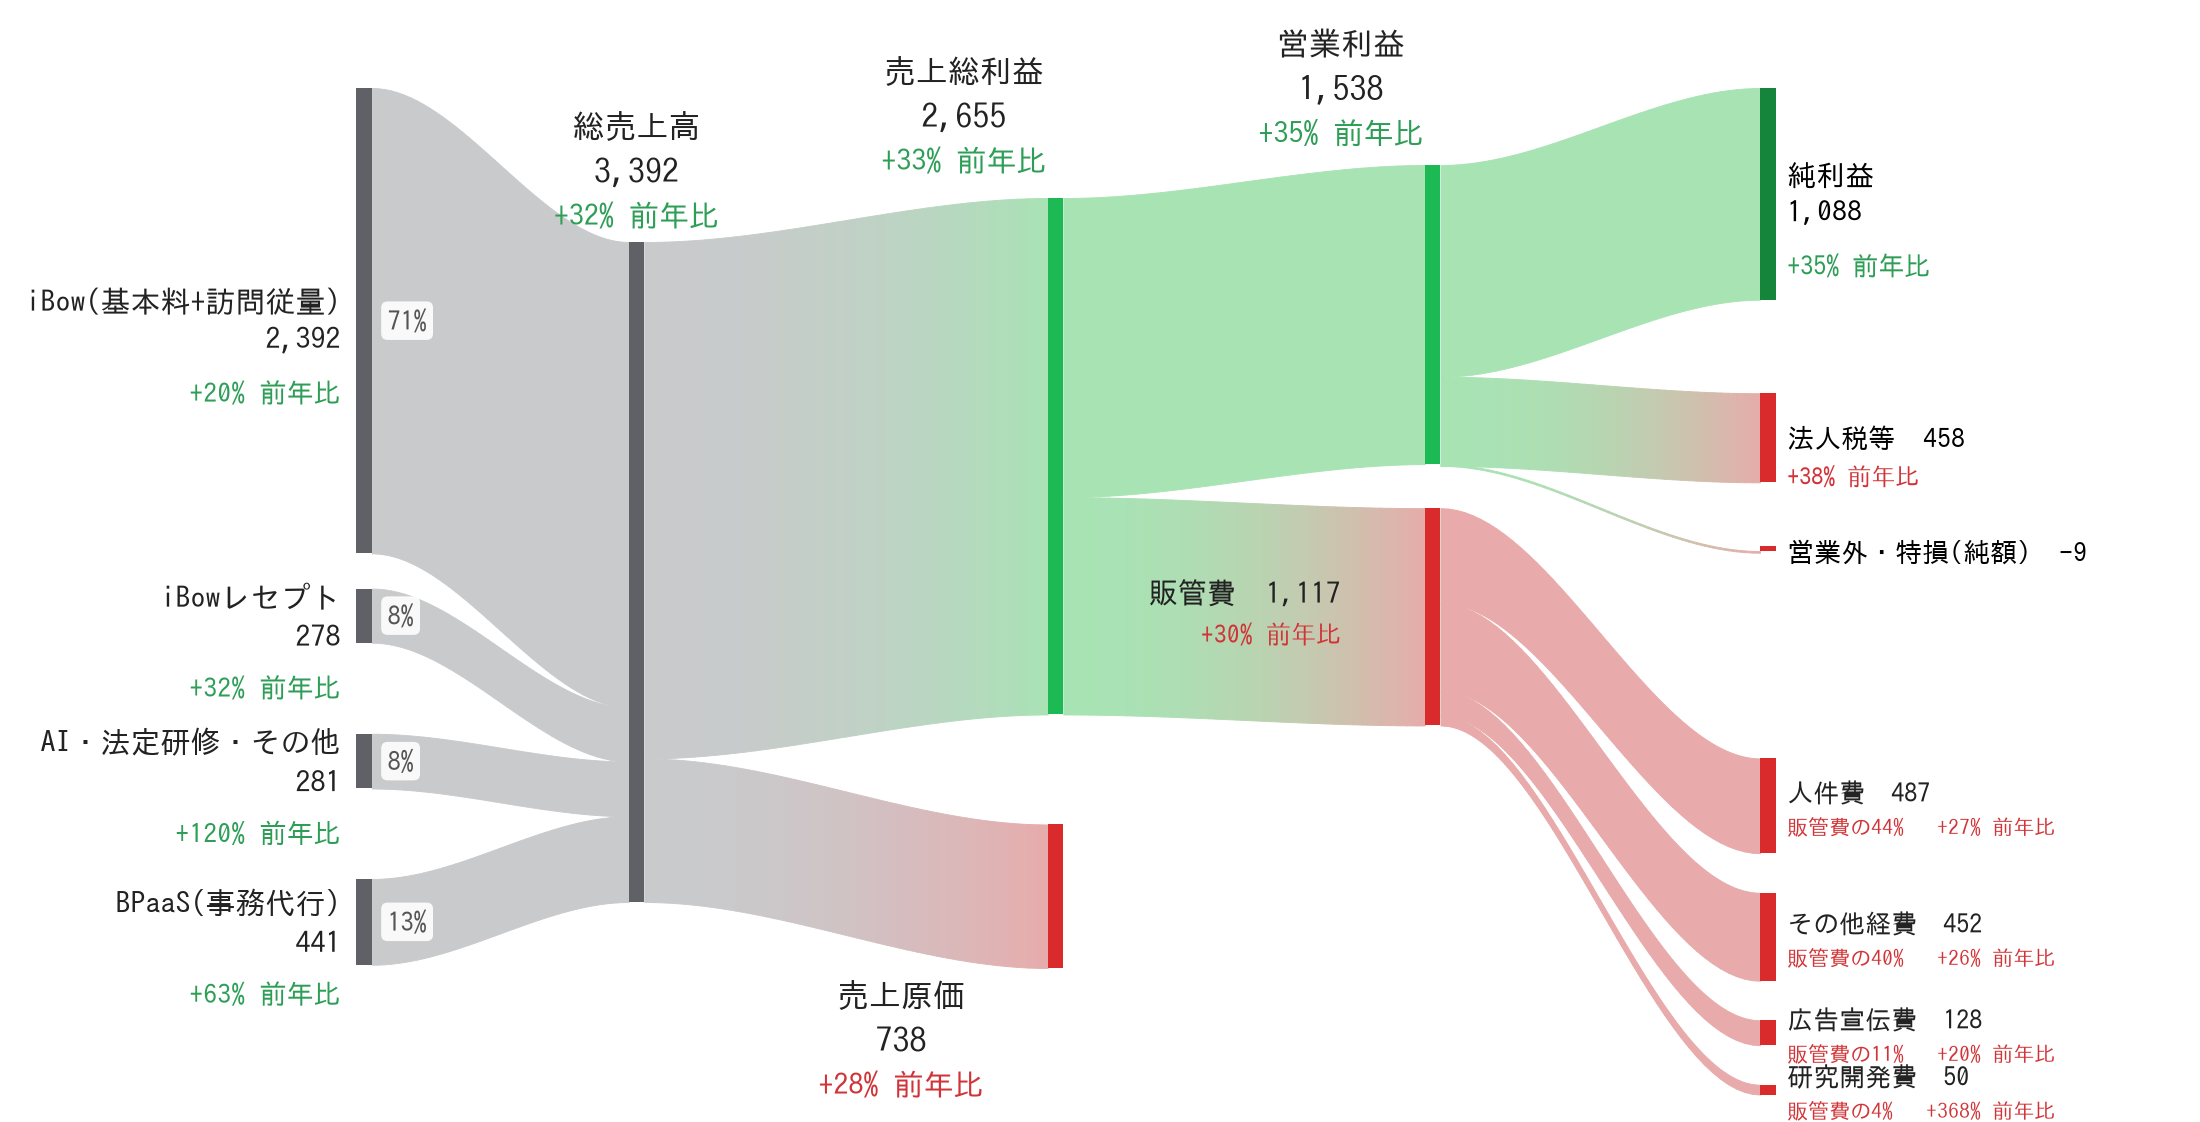 iBow(基本料+訪問従量)
2,392
+20% 前年比
71%
iBowレセプト
278
+32% 前年比
8%
AI・法定研修・その他
281
+120% 前年比
8%
BPaaS(事務代行)
441
+63% 前年比
13%
総売上高
3,392
+32% 前年比
売上総利益
2,655
+33% 前年比
売上原価
738
+28% 前年比
営業利益
1,538
+35% 前年比
販管費 1,117
+30% 前年比
純利益
1,088
+35% 前年比
法人税等 458
+38% 前年比
営業外・特損(純額) -9
人件費 487
販管費の44% +27% 前年比
その他経費 452
販管費の40% +26% 前年比
広告宣伝費 128
販管費の11% +20% 前年比
研究開発費 50
販管費の4% +368% 前年比